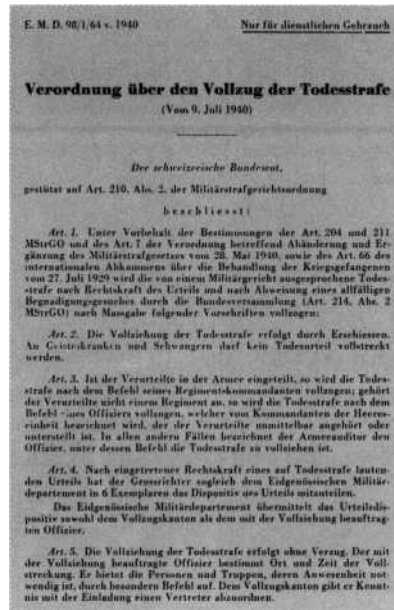 E. M. D. 98/1/64 v. 1940 Nur für dienstlichen Gebrauch
Verordnung über den Vollzug der Todesstrafe
(Vom 9. Juli 1940)
Der schweizerische Bundesrat,
gestützt auf Art. 210, Abs. 2, der Militärstrafgerichtsordnung
beschliesst:
Art. 1. Unter Vorbehalt der Bestimmungen der Art. 204 und 211
MStrGO und des Art. 7 der Verordnung betreffend Abänderung und Er-
gänzung des Militärstrafgesetzes vom 28. Mai 1940, sowie des Art. 66 des
internationalen Abkommens über die Behandlung der Kriegsgefangenen
vom 27. Juli 1929 wird die von einem Militärgericht ausgesprochene Todes-
strafe nach Rechtskraft des Urteils und nach Abweisung eines allfälligen
Begnadigungsgesuches durch die Bundesversammlung (Art. 214, Abs. 2
MStrGO) nach Massgabe folgender Vorschriften vollzogen:
Art. 2. Die Vollziehung der Todesstrafe erfolgt durch Erschiessen.
An Geisteskranken und Schwangern darf kein Todesurteil vollstreckt
werden.
Art. 3. Ist der Verurteilte in der Armee eingeteilt, so wird die Todes-
strafe nach dem Befehl seines Regimentskommandanten vollzogen; gehört
der Verurteilte nicht einem Regiment an, so wird die Todesstrafe nach dem
Befehl eines Offiziers vollzogen, welcher vom Kommandanten der Heeres-
einheit bezeichnet wird, der der Verurteilte unmittelbar angehört oder
unterstellt ist. In allen andern Fällen bezeichnet der Armeeauditor den
Offizier, unter dessen Befehl die Todesstrafe zu vollziehen ist.
Art. 4. Nach eingetretener Rechtskraft eines auf Todesstrafe lauten-
den Urteils hat der Grossrichter sogleich dem Eidgenössischen Militär-
departement in 6 Exemplaren das Dispositiv des Urteils mitzuteilen.
Das Eidgenössische Militärdepartement übermittelt das Urteilsdis-
positiv sowohl dem Vollzugskanton als dem mit der Vollziehung beauftrag-
ten Offizier.
Art. 5. Die Vollziehung der Todesstrafe erfolgt ohne Verzug. Der mit
der Vollziehung beauftragte Offizier bestimmt Ort und Zeit der Voll-
streckung. Er bietet die Personen und Truppen, deren Anwesenheit not-
wendig ist, durch besondern Befehl auf. Dem Vollzugskanton gibt er Kennt-
nis mit der Einladung einen Vertreter abzuordnen.